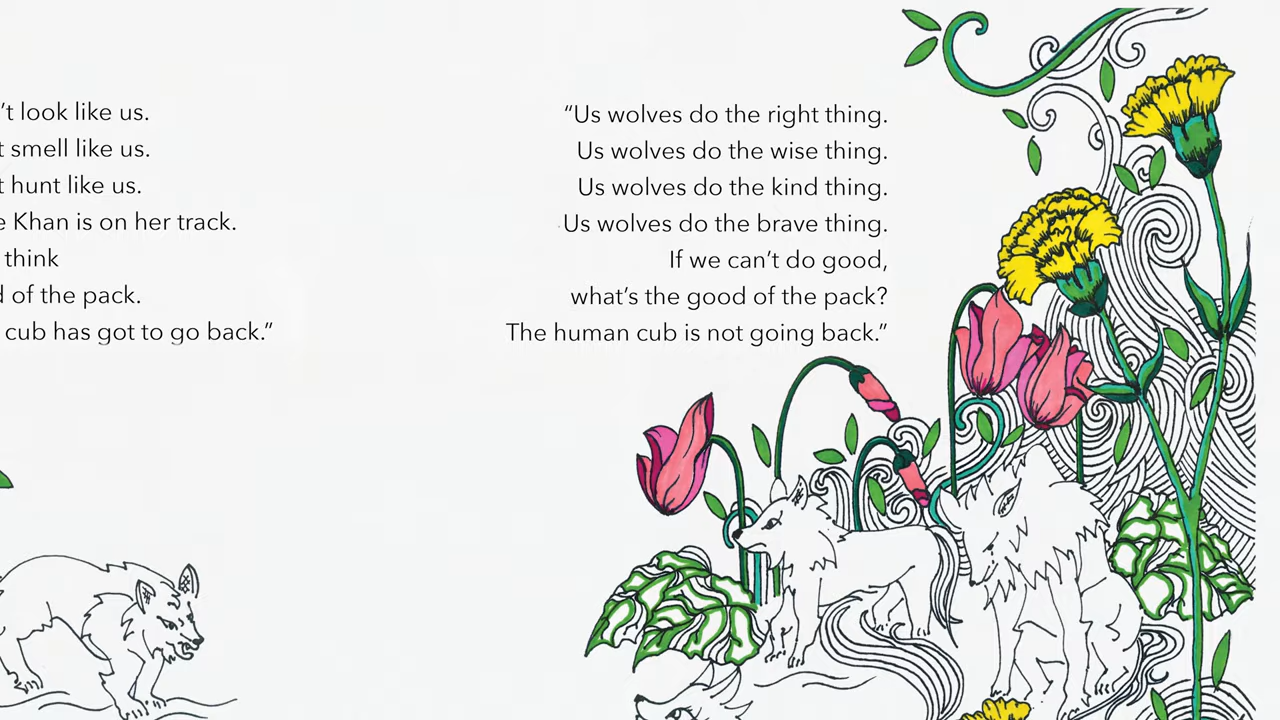 ’t look like us.
t smell like us.
t hunt like us.
e Khan is on her track.
think
d of the pack.
cub has got to go back.”
“Us wolves do the right thing.
Us wolves do the wise thing.
Us wolves do the kind thing.
Us wolves do the brave thing.
If we can’t do good,
what’s the good of the pack?
The human cub is not going back.”